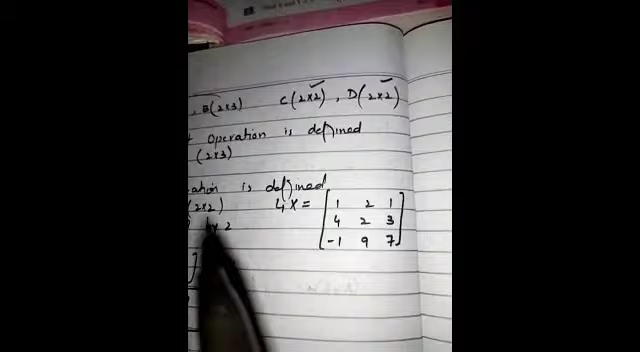 , B(2×3)   C(2×2) , D(2×2)
Operation is defined
(2×3)
ation is defined
(2×2)   4X = [ 1 2 1
×2   4 2 3
-1 9 7 ]